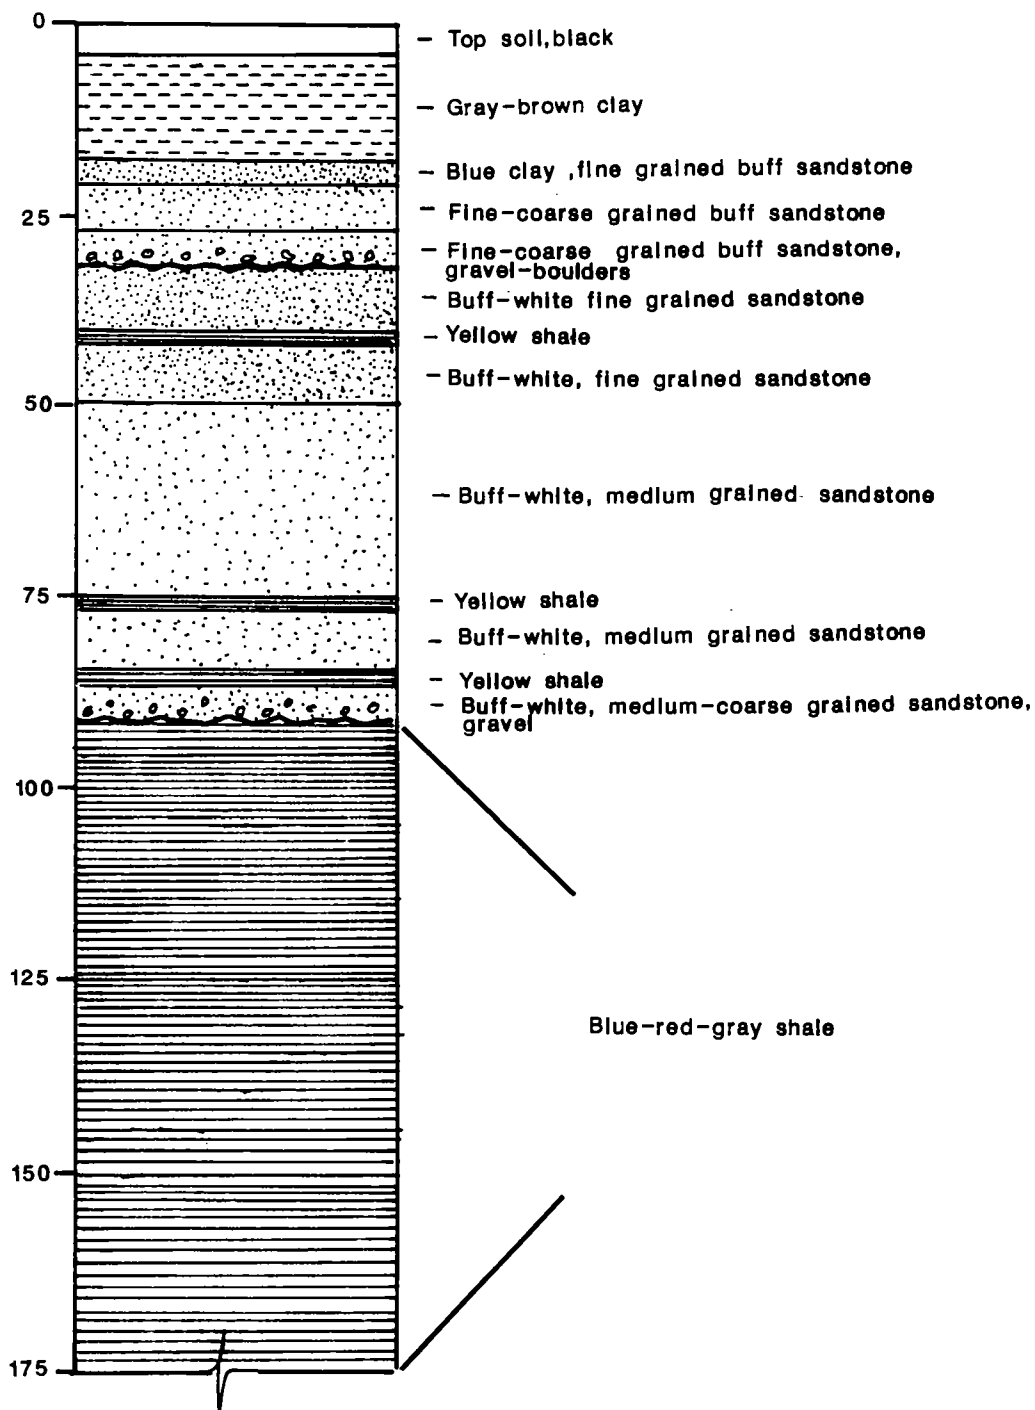 0
– Top soil, black
– Gray-brown clay
– Blue clay, fine grained buff sandstone
25
– Fine-coarse grained buff sandstone
– Fine-coarse grained buff sandstone,
gravel-boulders
– Buff-white fine grained sandstone
– Yellow shale
– Buff-white, fine grained sandstone
50
– Buff-white, medium grained sandstone
75
– Yellow shale
– Buff-white, medium grained sandstone
– Yellow shale
– Buff-white, medium-coarse grained sandstone,
gravel
100
125
Blue-red-gray shale
150
175